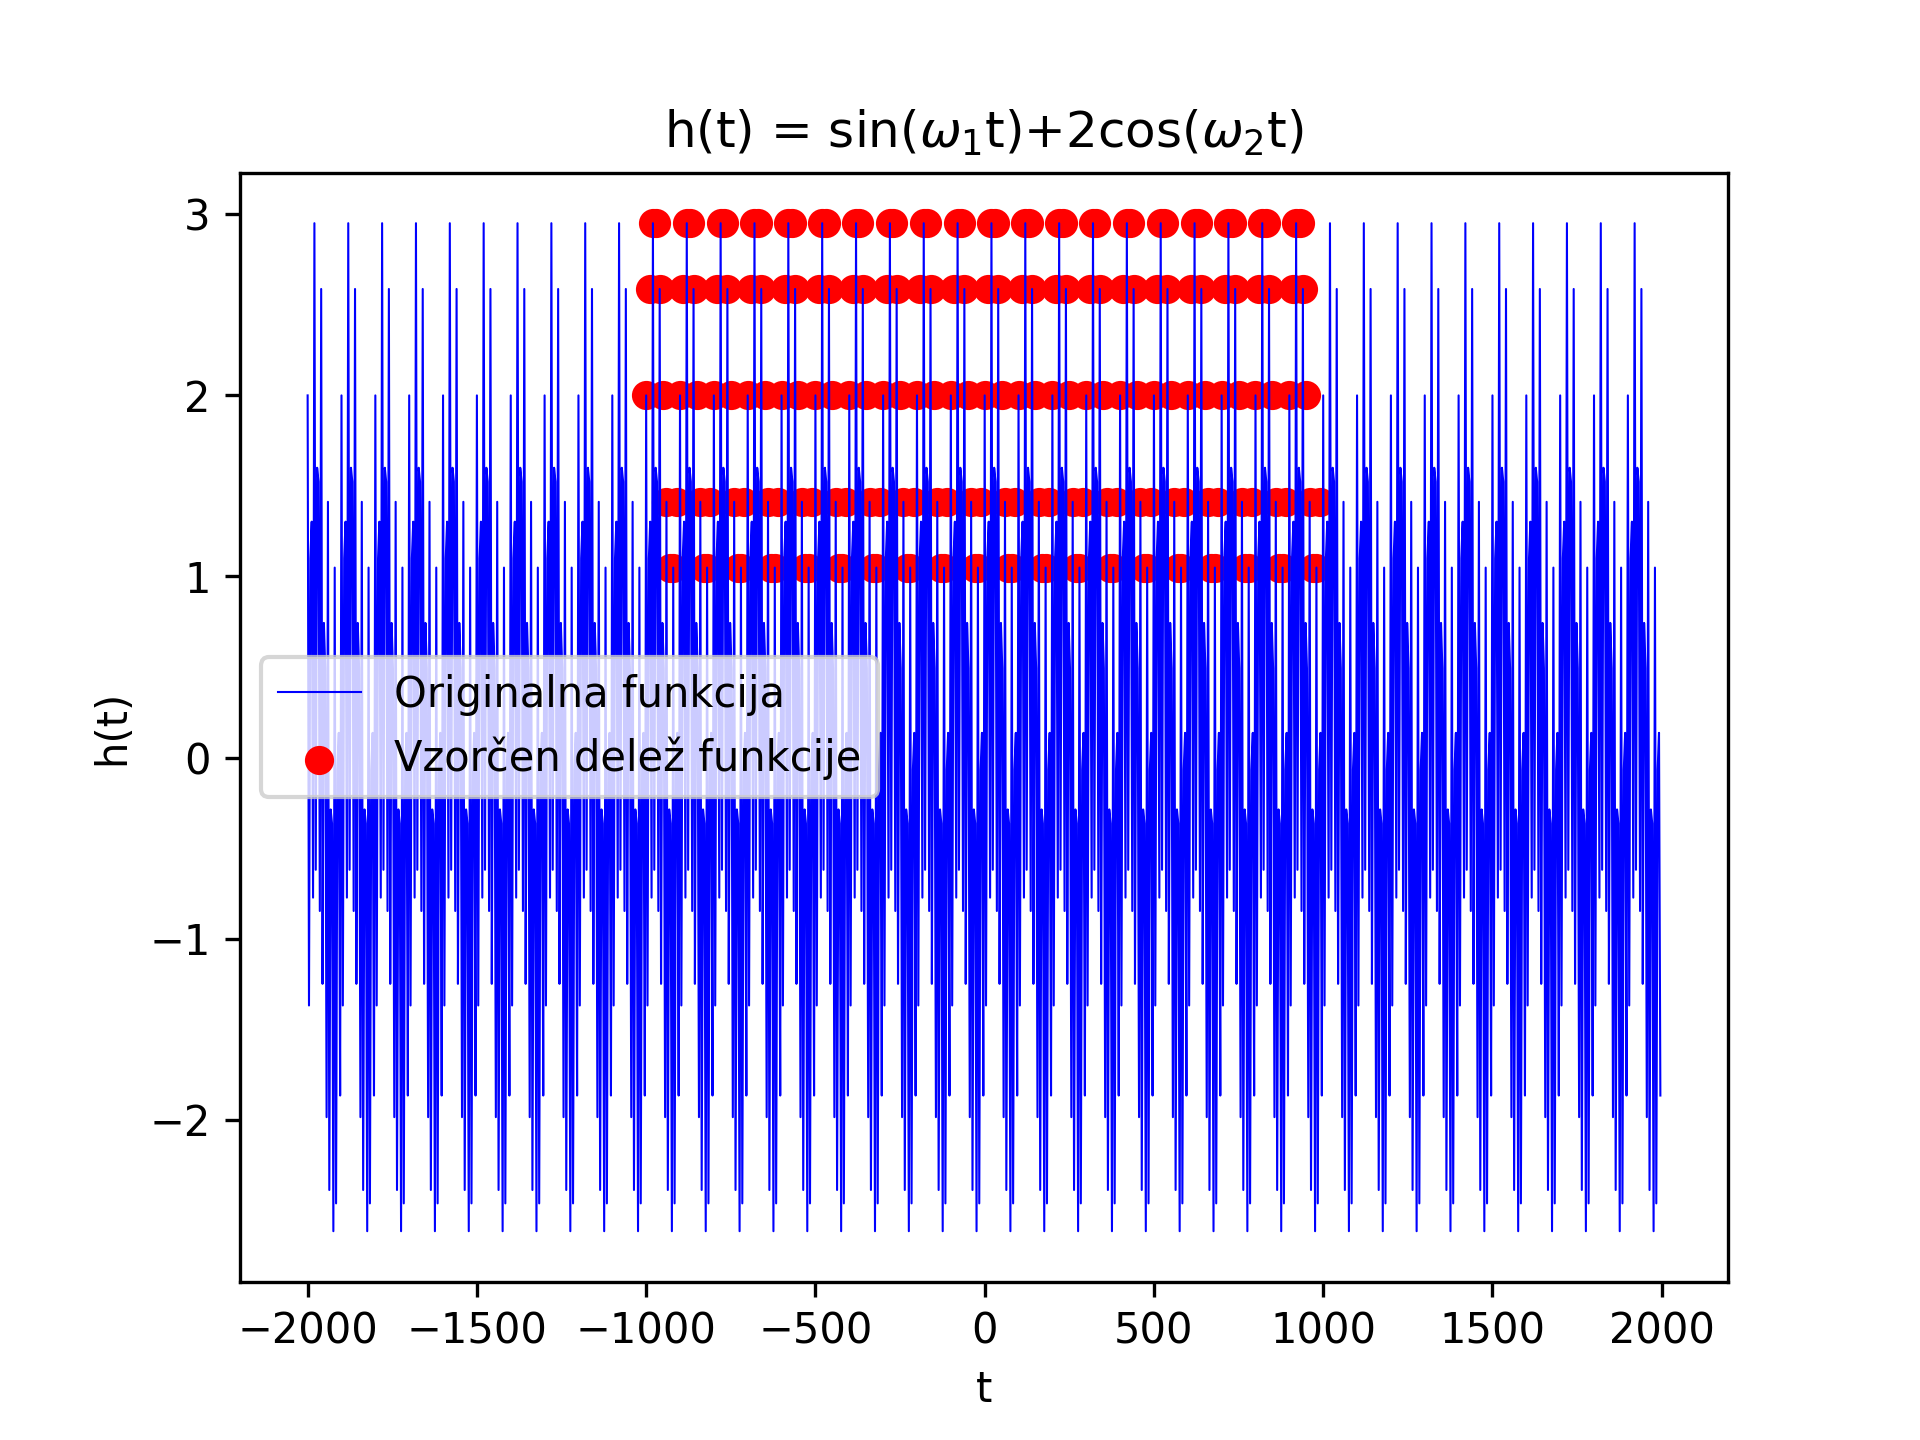 h(t) = sin(ω₁t)+2cos(ω₂t)
3
2
1
0
−1
−2
h(t)
Originalna funkcija
Vzorčen delež funkcije
−2000 −1500 −1000 −500 0 500 1000 1500 2000
t